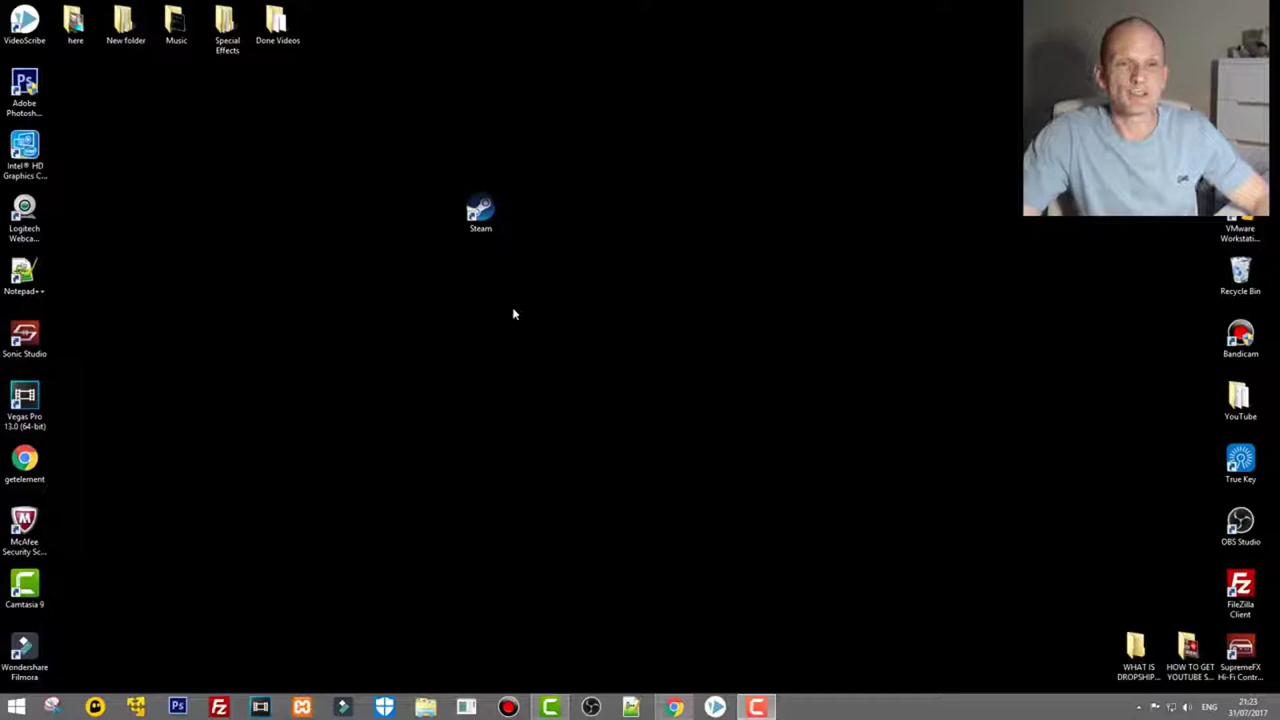 VideoScribe
here
New folder
Music
Special
Effects
Done Videos
Adobe
Photosh...
Intel® HD
Graphics C...
Logitech
Webca...
Notepad++
Sonic Studio
Vegas Pro
13.0 (64-bit)
getelement
McAfee
Security Sc...
Camtasia 9
Wondershare
Filmora
Steam
VMware
Workstati...
Recycle Bin
Bandicam
YouTube
True Key
OBS Studio
FileZilla
Client
WHAT IS
DROPSHIP...
HOW TO GET
YOUTUBE S...
SupremeFX
Hi-Fi Contr...
ENG
21:23
31/07/2017